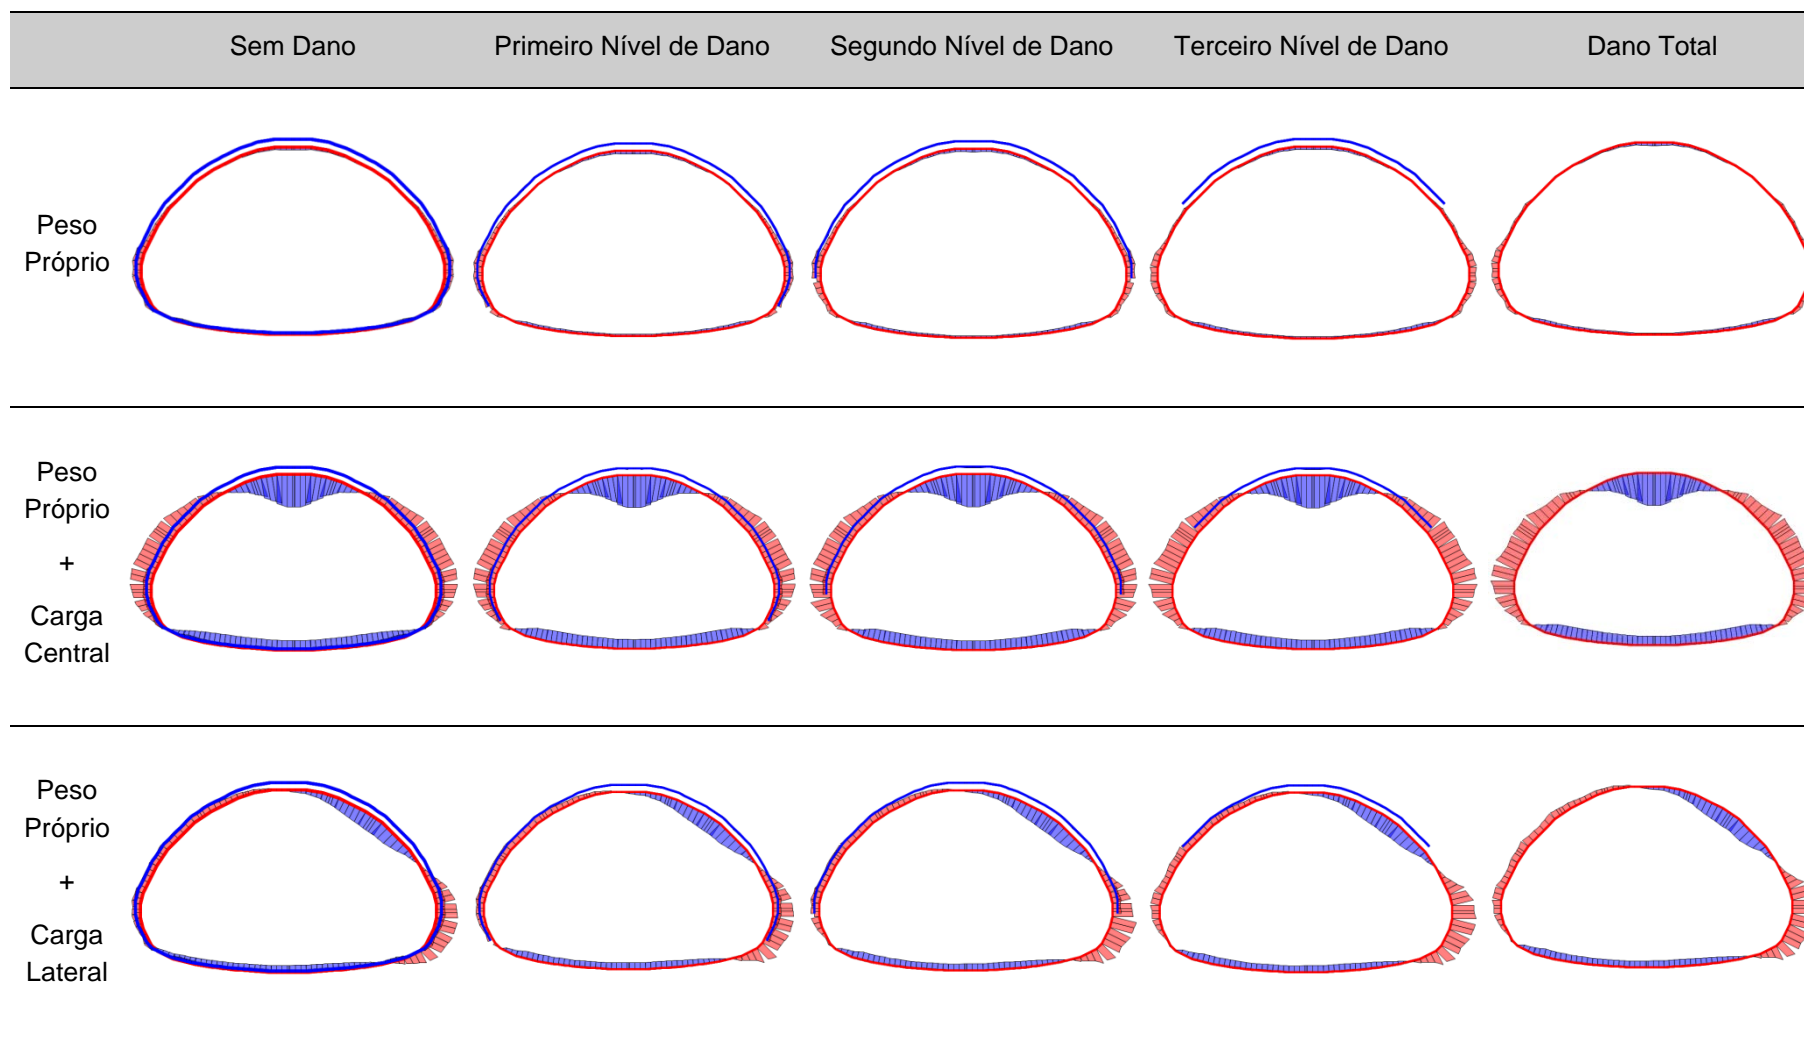 Sem Dano Primeiro Nível de Dano Segundo Nível de Dano Terceiro Nível de Dano Dano Total
Peso
Próprio
Peso
Próprio
+
Carga
Central
Peso
Próprio
+
Carga
Lateral